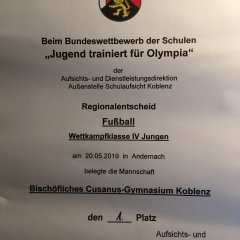 Beim Bundeswettbewerb der Schulen
„Jugend trainiert für Olympia“
der
Aufsichts- und Dienstleistungsdirektion
Außenstelle Schulaufsicht Koblenz
Regionalentscheid
Fußball
Wettkampfklasse IV Jungen
am 20.05.2019 in Andernach
belegte die Mannschaft
Bischöfliches Cusanus-Gymnasium Koblenz
den 1. Platz
Aufsichts- und